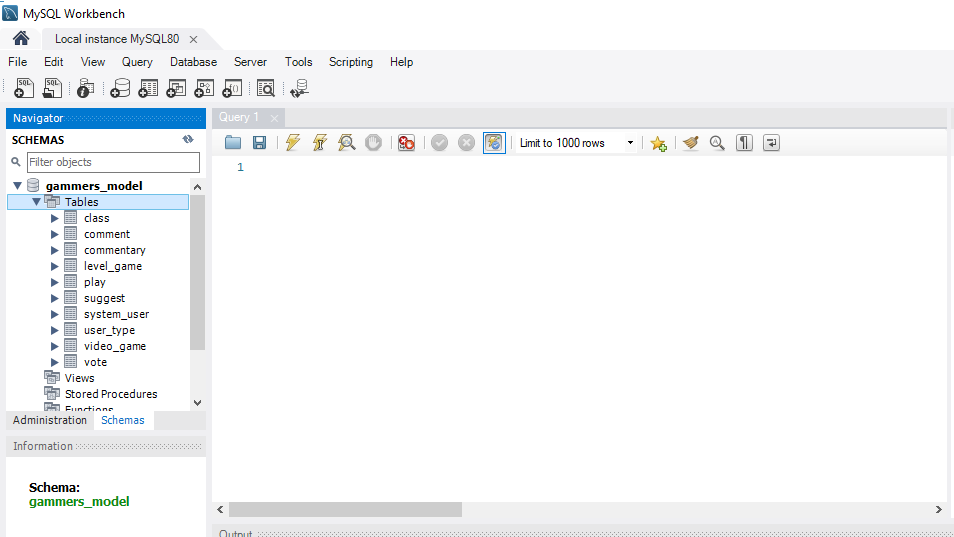 MySQL Workbench
Local instance MySQL80
File Edit View Query Database Server Tools Scripting Help
SQL SQL
Navigator
SCHEMAS
Filter objects
gammers_model
Tables
class
comment
commentary
level_game
play
suggest
system_user
user_type
video_game
vote
Views
Stored Procedures
Functions
Administration Schemas
Information
Schema:
gammers_model
Query 1
Limit to 1000 rows
1
Output